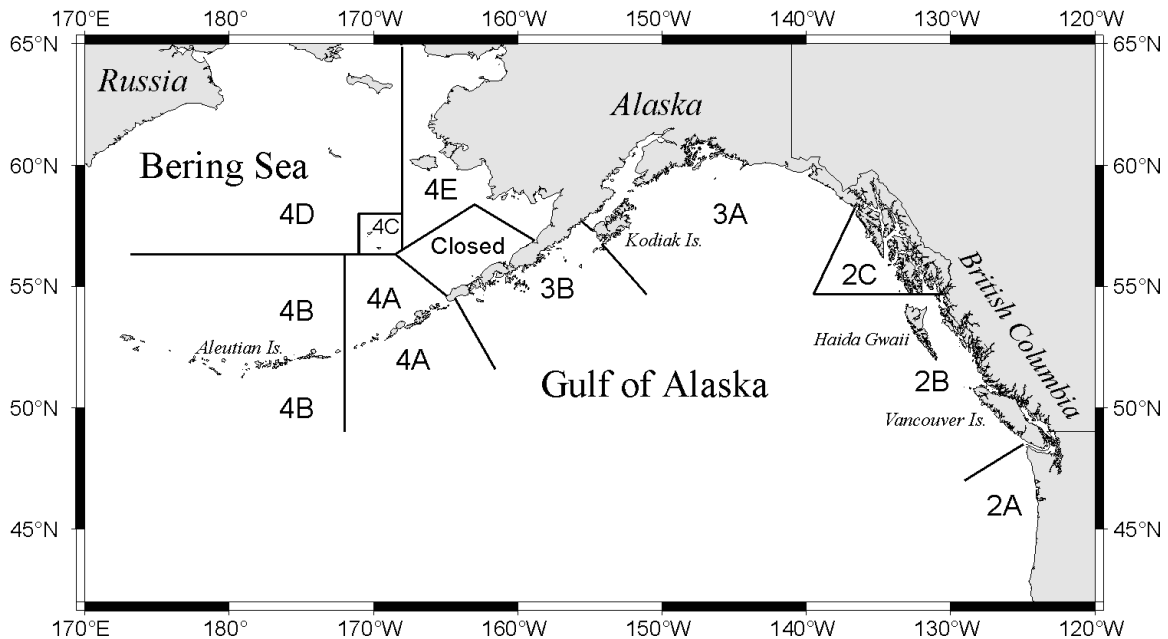 170°E 180° 170°W 160°W 150°W 140°W 130°W 120°W
65°N 65°N
Russia
Alaska
Bering Sea
60°N 60°N
4E
4D
4C
3A
Closed
Kodiak Is.
British Columbia
2C
55°N 55°N
4A
3B
4B
Haida Gwaii
Aleutian Is.
4A
Gulf of Alaska
2B
4B
50°N 50°N
Vancouver Is.
2A
45°N 45°N
170°E 180° 170°W 160°W 150°W 140°W 130°W 120°W